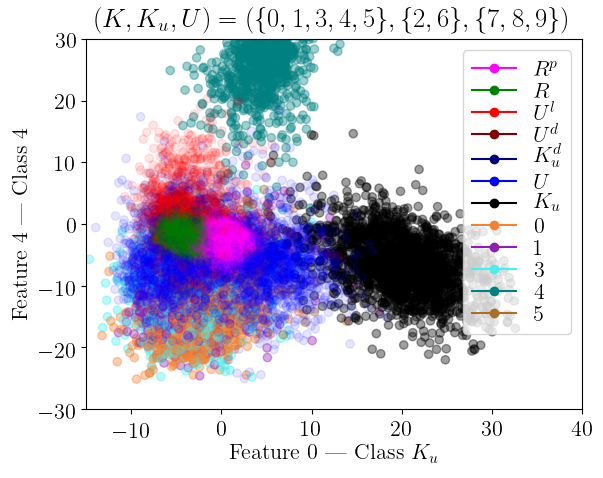 (K, K_u, U) = ({0, 1, 3, 4, 5}, {2, 6}, {7, 8, 9})
30
20
10
0
−10
−20
−30
Feature 4 — Class 4
−10
0
10
20
30
40
Feature 0 — Class K_u
R^p
R
U^l
U^d
K_u^d
U
K_u
0
1
3
4
5